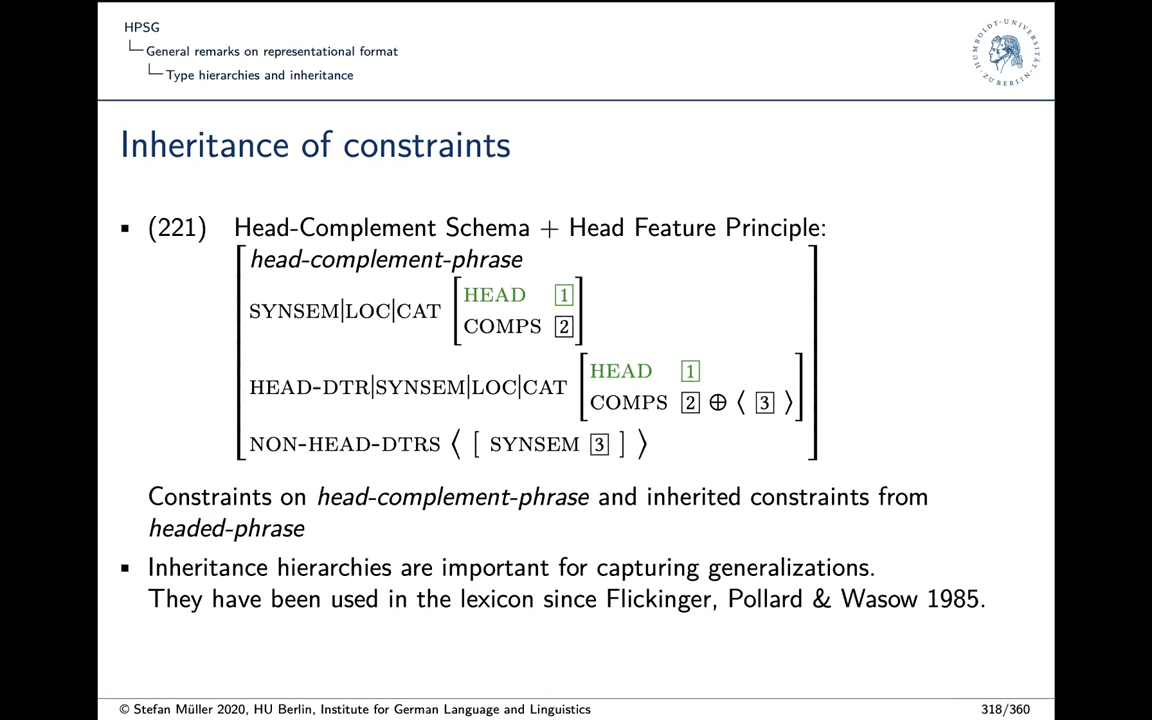 HPSG
General remarks on representational format
Type hierarchies and inheritance
HUMBOLDT-UNIVERSITÄT · ZU BERLIN ·
Inheritance of constraints
▪ (221) Head-Complement Schema + Head Feature Principle:
head-complement-phrase
SYNSEM|LOC|CAT [HEAD 1
COMPS 2]
HEAD-DTR|SYNSEM|LOC|CAT [HEAD 1
COMPS 2 ⊕ ⟨ 3 ⟩]
NON-HEAD-DTRS ⟨ [ SYNSEM 3 ] ⟩
Constraints on head-complement-phrase and inherited constraints from
headed-phrase
▪ Inheritance hierarchies are important for capturing generalizations.
They have been used in the lexicon since Flickinger, Pollard & Wasow 1985.
© Stefan Müller 2020, HU Berlin, Institute for German Language and Linguistics
318/360